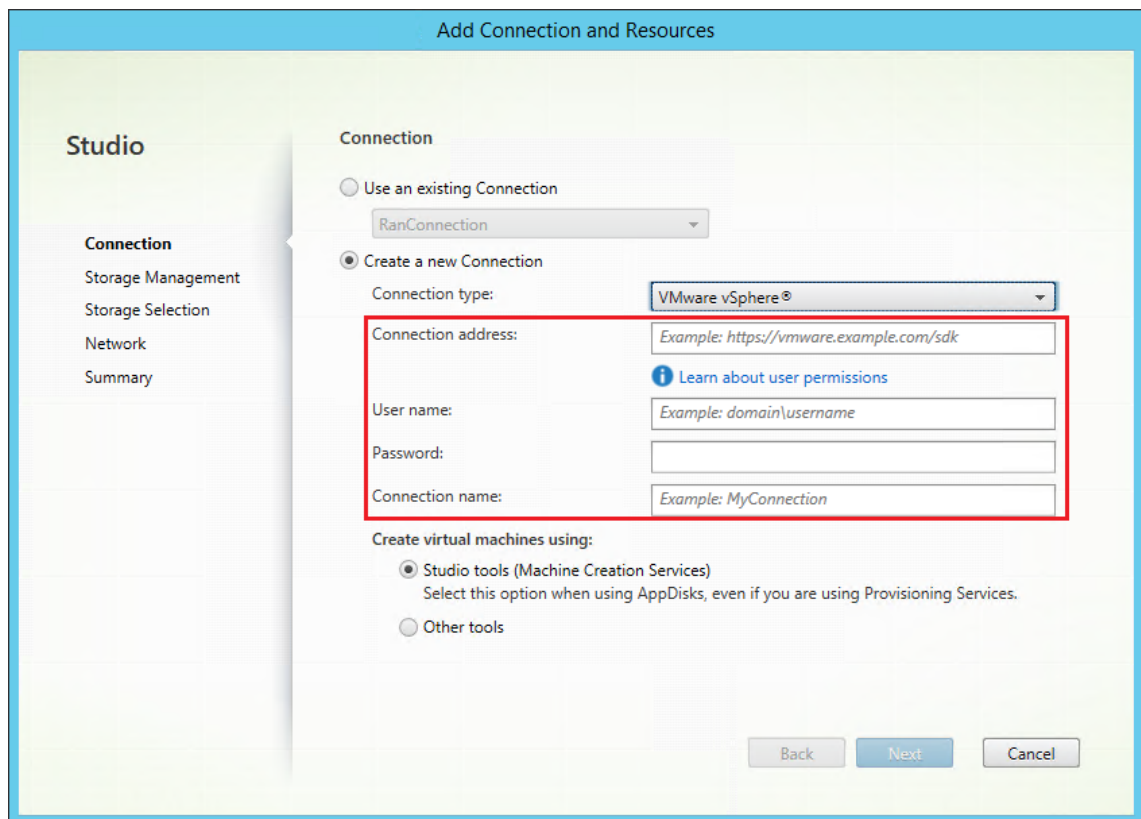 Add Connection and Resources
Studio
Connection
Storage Management
Storage Selection
Network
Summary
Connection
Use an existing Connection
RanConnection
Create a new Connection
Connection type:
VMware vSphere®
Connection address:
Example: https://vmware.example.com/sdk
Learn about user permissions
User name:
Example: domain\username
Password:
Connection name:
Example: MyConnection
Create virtual machines using:
Studio tools (Machine Creation Services)
Select this option when using AppDisks, even if you are using Provisioning Services.
Other tools
Back
Next
Cancel